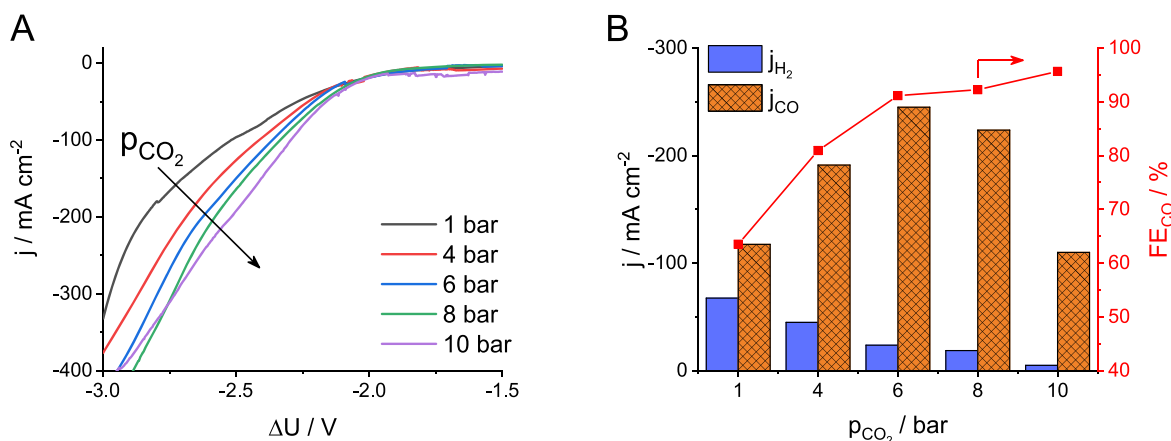 A
j / mA cm-2
0
-100
-200
-300
-400
-3.0
-2.5
-2.0
-1.5
ΔU / V
pCO2
1 bar
4 bar
6 bar
8 bar
10 bar
B
j / mA cm-2
-300
-200
-100
0
jH2
jCO
1
4
6
8
10
pCO2 / bar
100
90
80
70
60
50
40
FECO / %